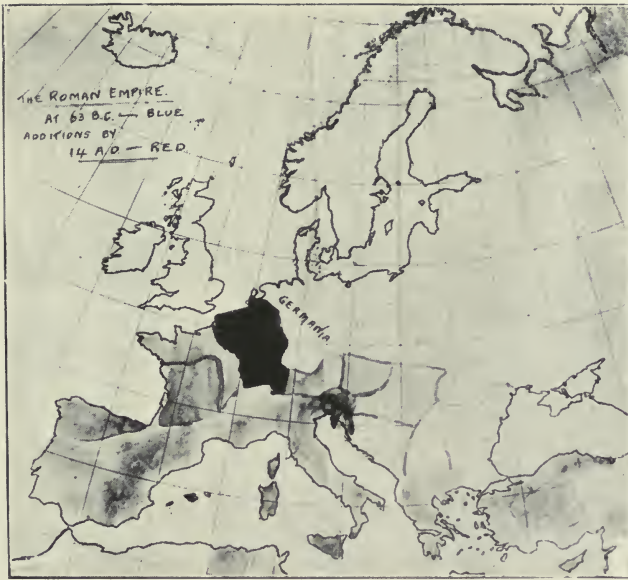 THE ROMAN EMPIRE.
AT 63 B.C. — BLUE
ADDITIONS BY
14 A.D — RED
GERMANIA